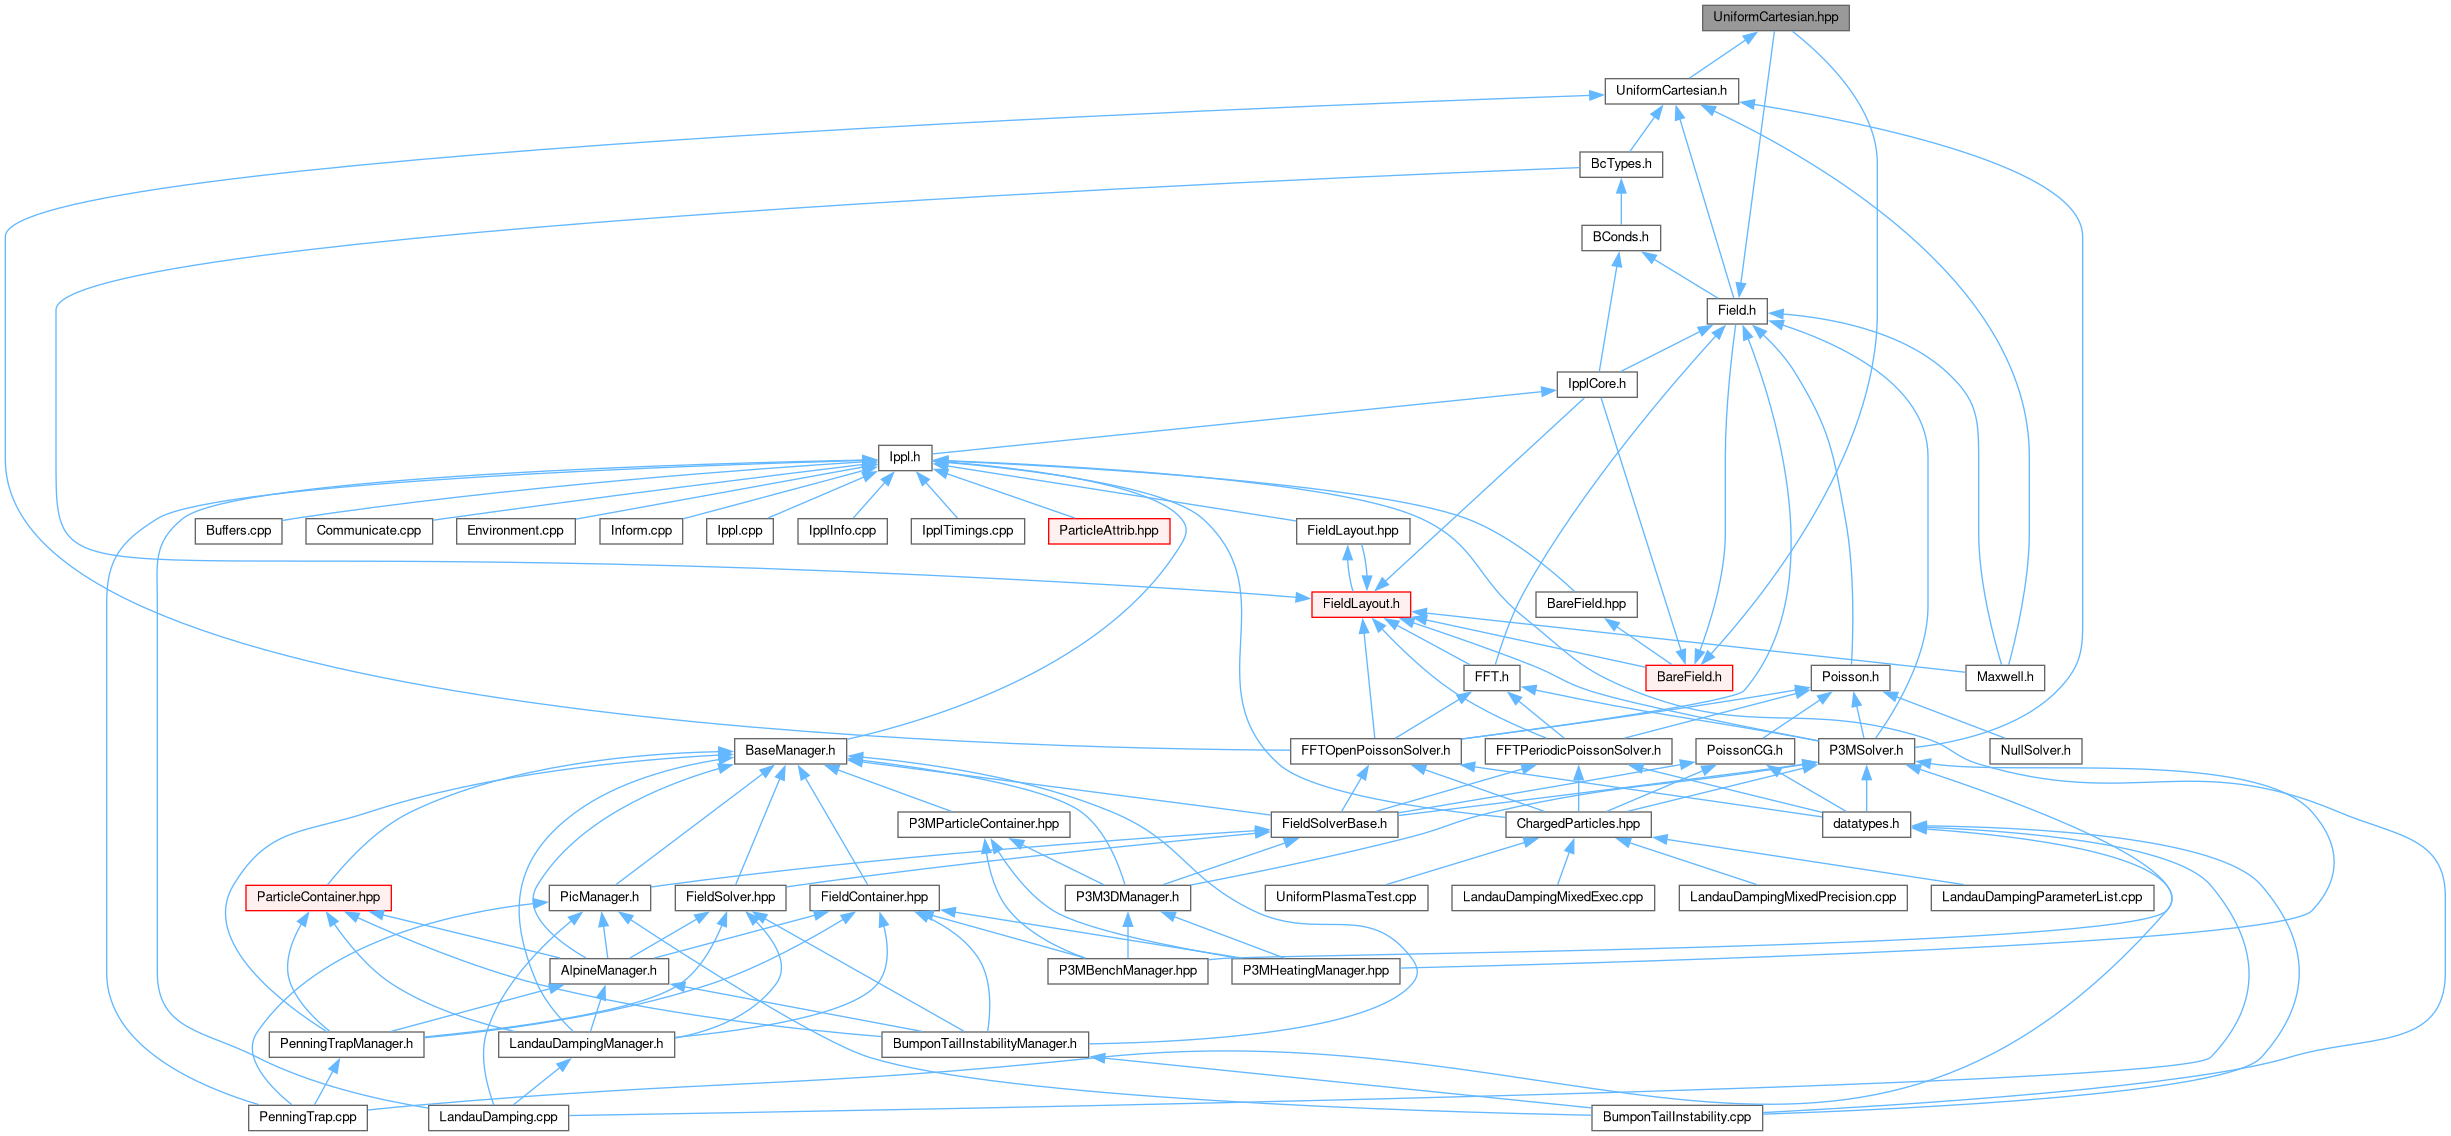 UniformCartesian.hpp
UniformCartesian.h
BcTypes.h
BConds.h
Field.h
IpplCore.h
Ippl.h
Buffers.cpp
Communicate.cpp
Environment.cpp
Inform.cpp
Ippl.cpp
IpplInfo.cpp
IpplTimings.cpp
ParticleAttrib.hpp
FieldLayout.hpp
FieldLayout.h
BareField.hpp
FFT.h
BareField.h
Poisson.h
Maxwell.h
BaseManager.h
FFTOpenPoissonSolver.h
FFTPeriodicPoissonSolver.h
PoissonCG.h
P3MSolver.h
NullSolver.h
P3MParticleContainer.hpp
FieldSolverBase.h
ChargedParticles.hpp
datatypes.h
ParticleContainer.hpp
PicManager.h
FieldSolver.hpp
FieldContainer.hpp
P3M3DManager.h
UniformPlasmaTest.cpp
LandauDampingMixedExec.cpp
LandauDampingMixedPrecision.cpp
LandauDampingParameterList.cpp
AlpineManager.h
P3MBenchManager.hpp
P3MHeatingManager.hpp
PenningTrapManager.h
LandauDampingManager.h
BumponTailInstabilityManager.h
PenningTrap.cpp
LandauDamping.cpp
BumponTailInstability.cpp